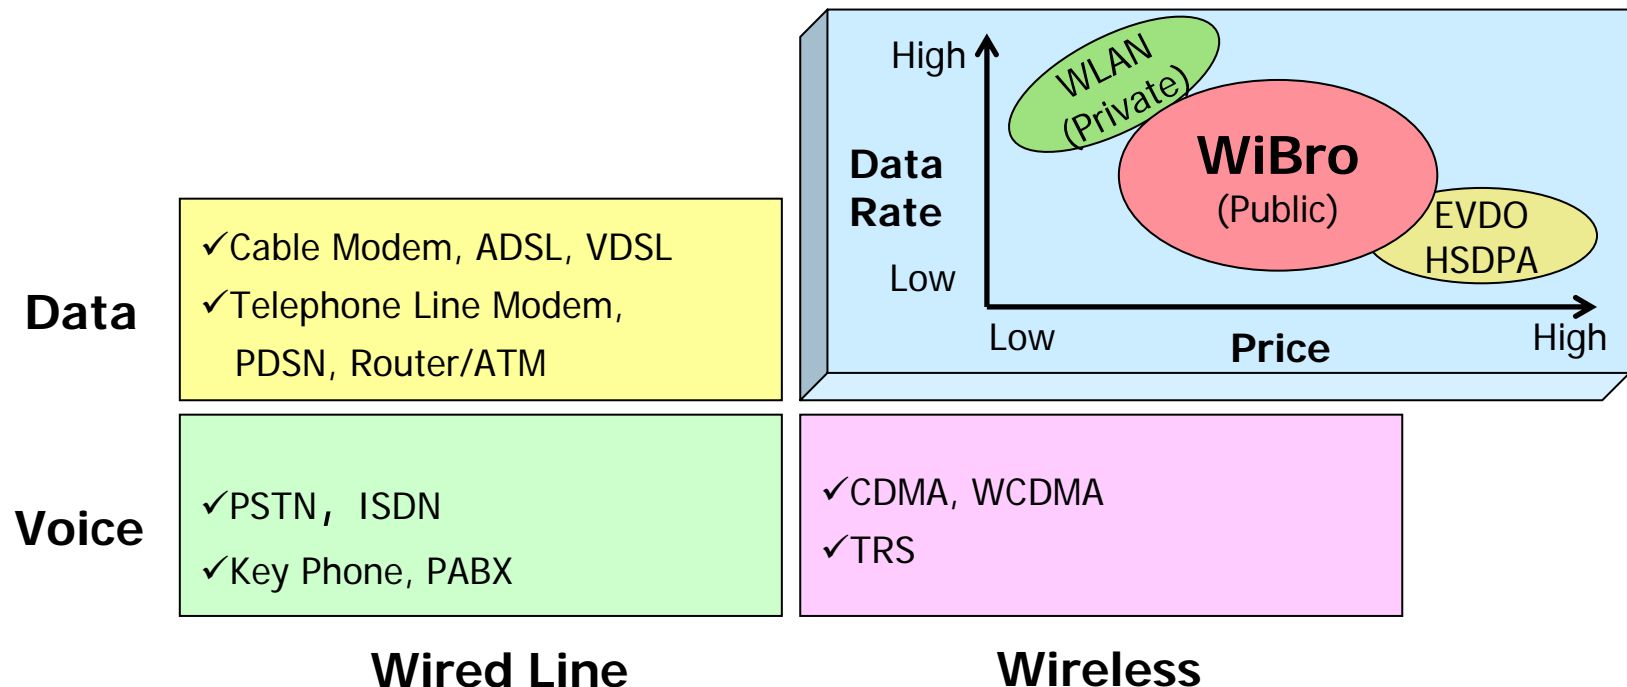 High
WLAN
(Private)
Data
Rate
WiBro
(Public)
EVDO
HSDPA
Low
Low
Price
High
Data
✓Cable Modem, ADSL, VDSL
✓Telephone Line Modem,
PDSN, Router/ATM
Voice
✓PSTN, ISDN
✓Key Phone, PABX
✓CDMA, WCDMA
✓TRS
Wired Line
Wireless